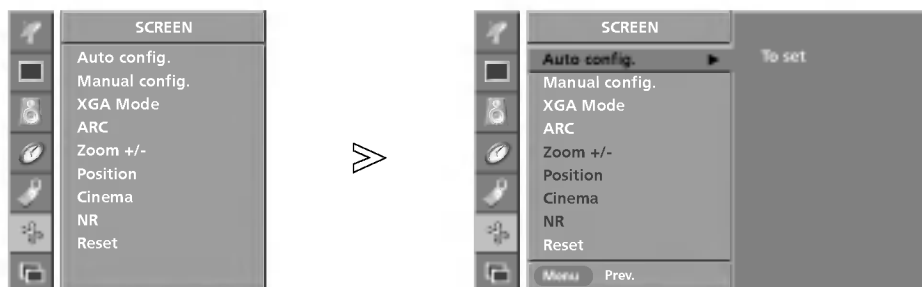 SCREEN
Auto config.
Manual config.
XGA Mode
ARC
Zoom +/-
Position
Cinema
NR
Reset
SCREEN
Auto config.
To set
Manual config.
XGA Mode
ARC
Zoom +/-
Position
Cinema
NR
Reset
Menu Prev.